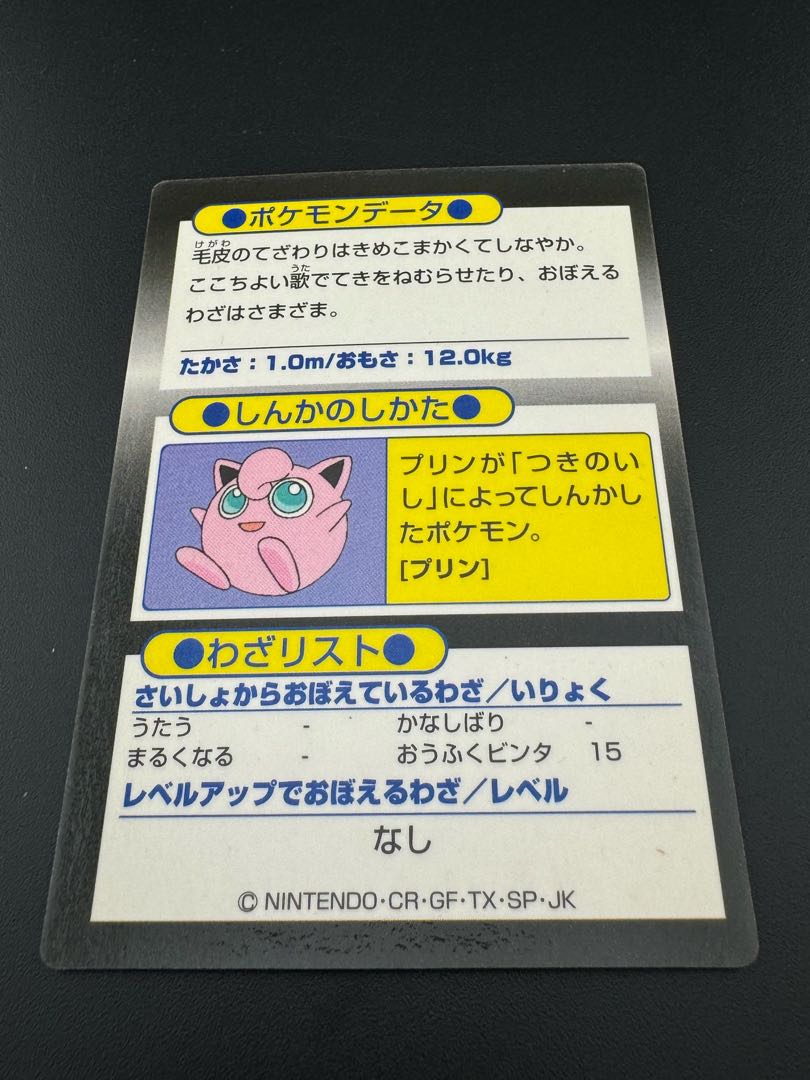 ●ポケモンデータ●
けがわ
毛皮のてざわりはきめこまかくてしなやか。
うた
ここちよい歌でてきをねむらせたり、おぼえる
わざはさまざま。
たかさ：1.0m/おもさ：12.0kg
●しんかのしかた●
プリンが「つきのい
し」によってしんかし
たポケモン。
[プリン]
●わざリスト●
さいしょからおぼえているわざ／いりょく
うたう - かなしばり -
まるくなる - おうふくビンタ 15
レベルアップでおぼえるわざ／レベル
なし
© NINTENDO・CR・GF・TX・SP・JK